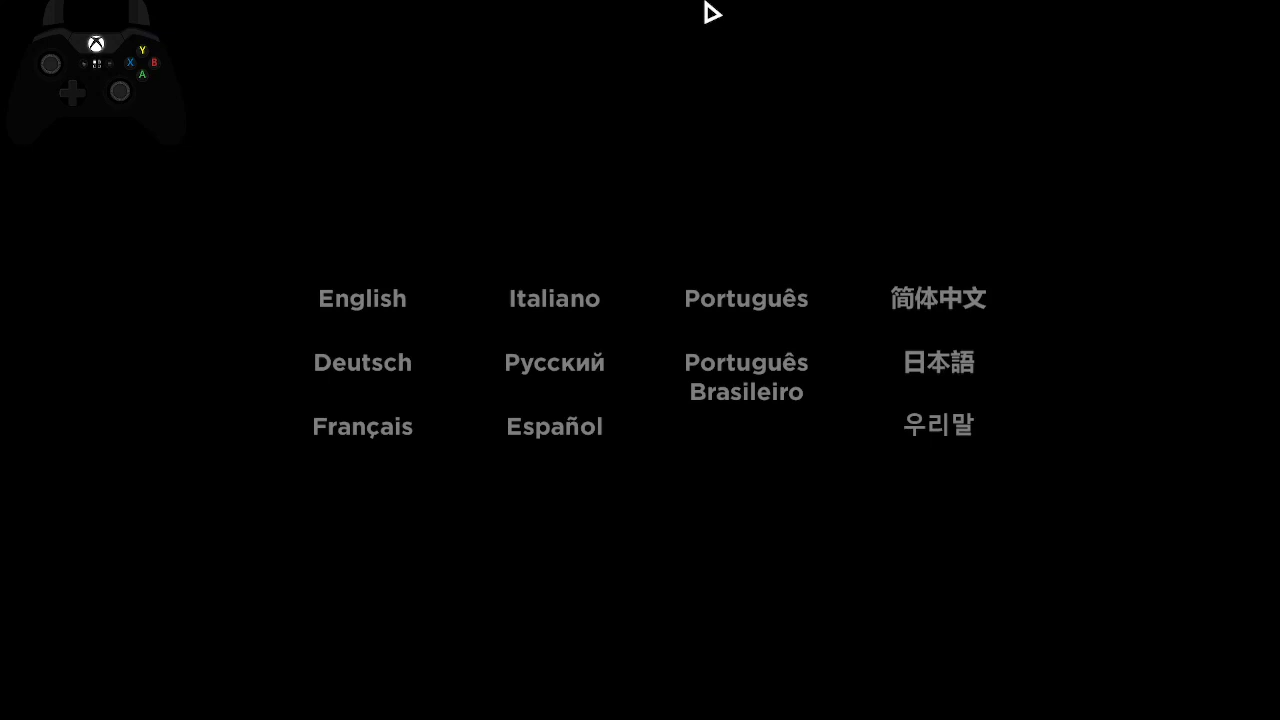 Y
X B
A
English Italiano Português 简体中文
Deutsch Русский Português 日本語
Brasileiro
Français Español 우리말